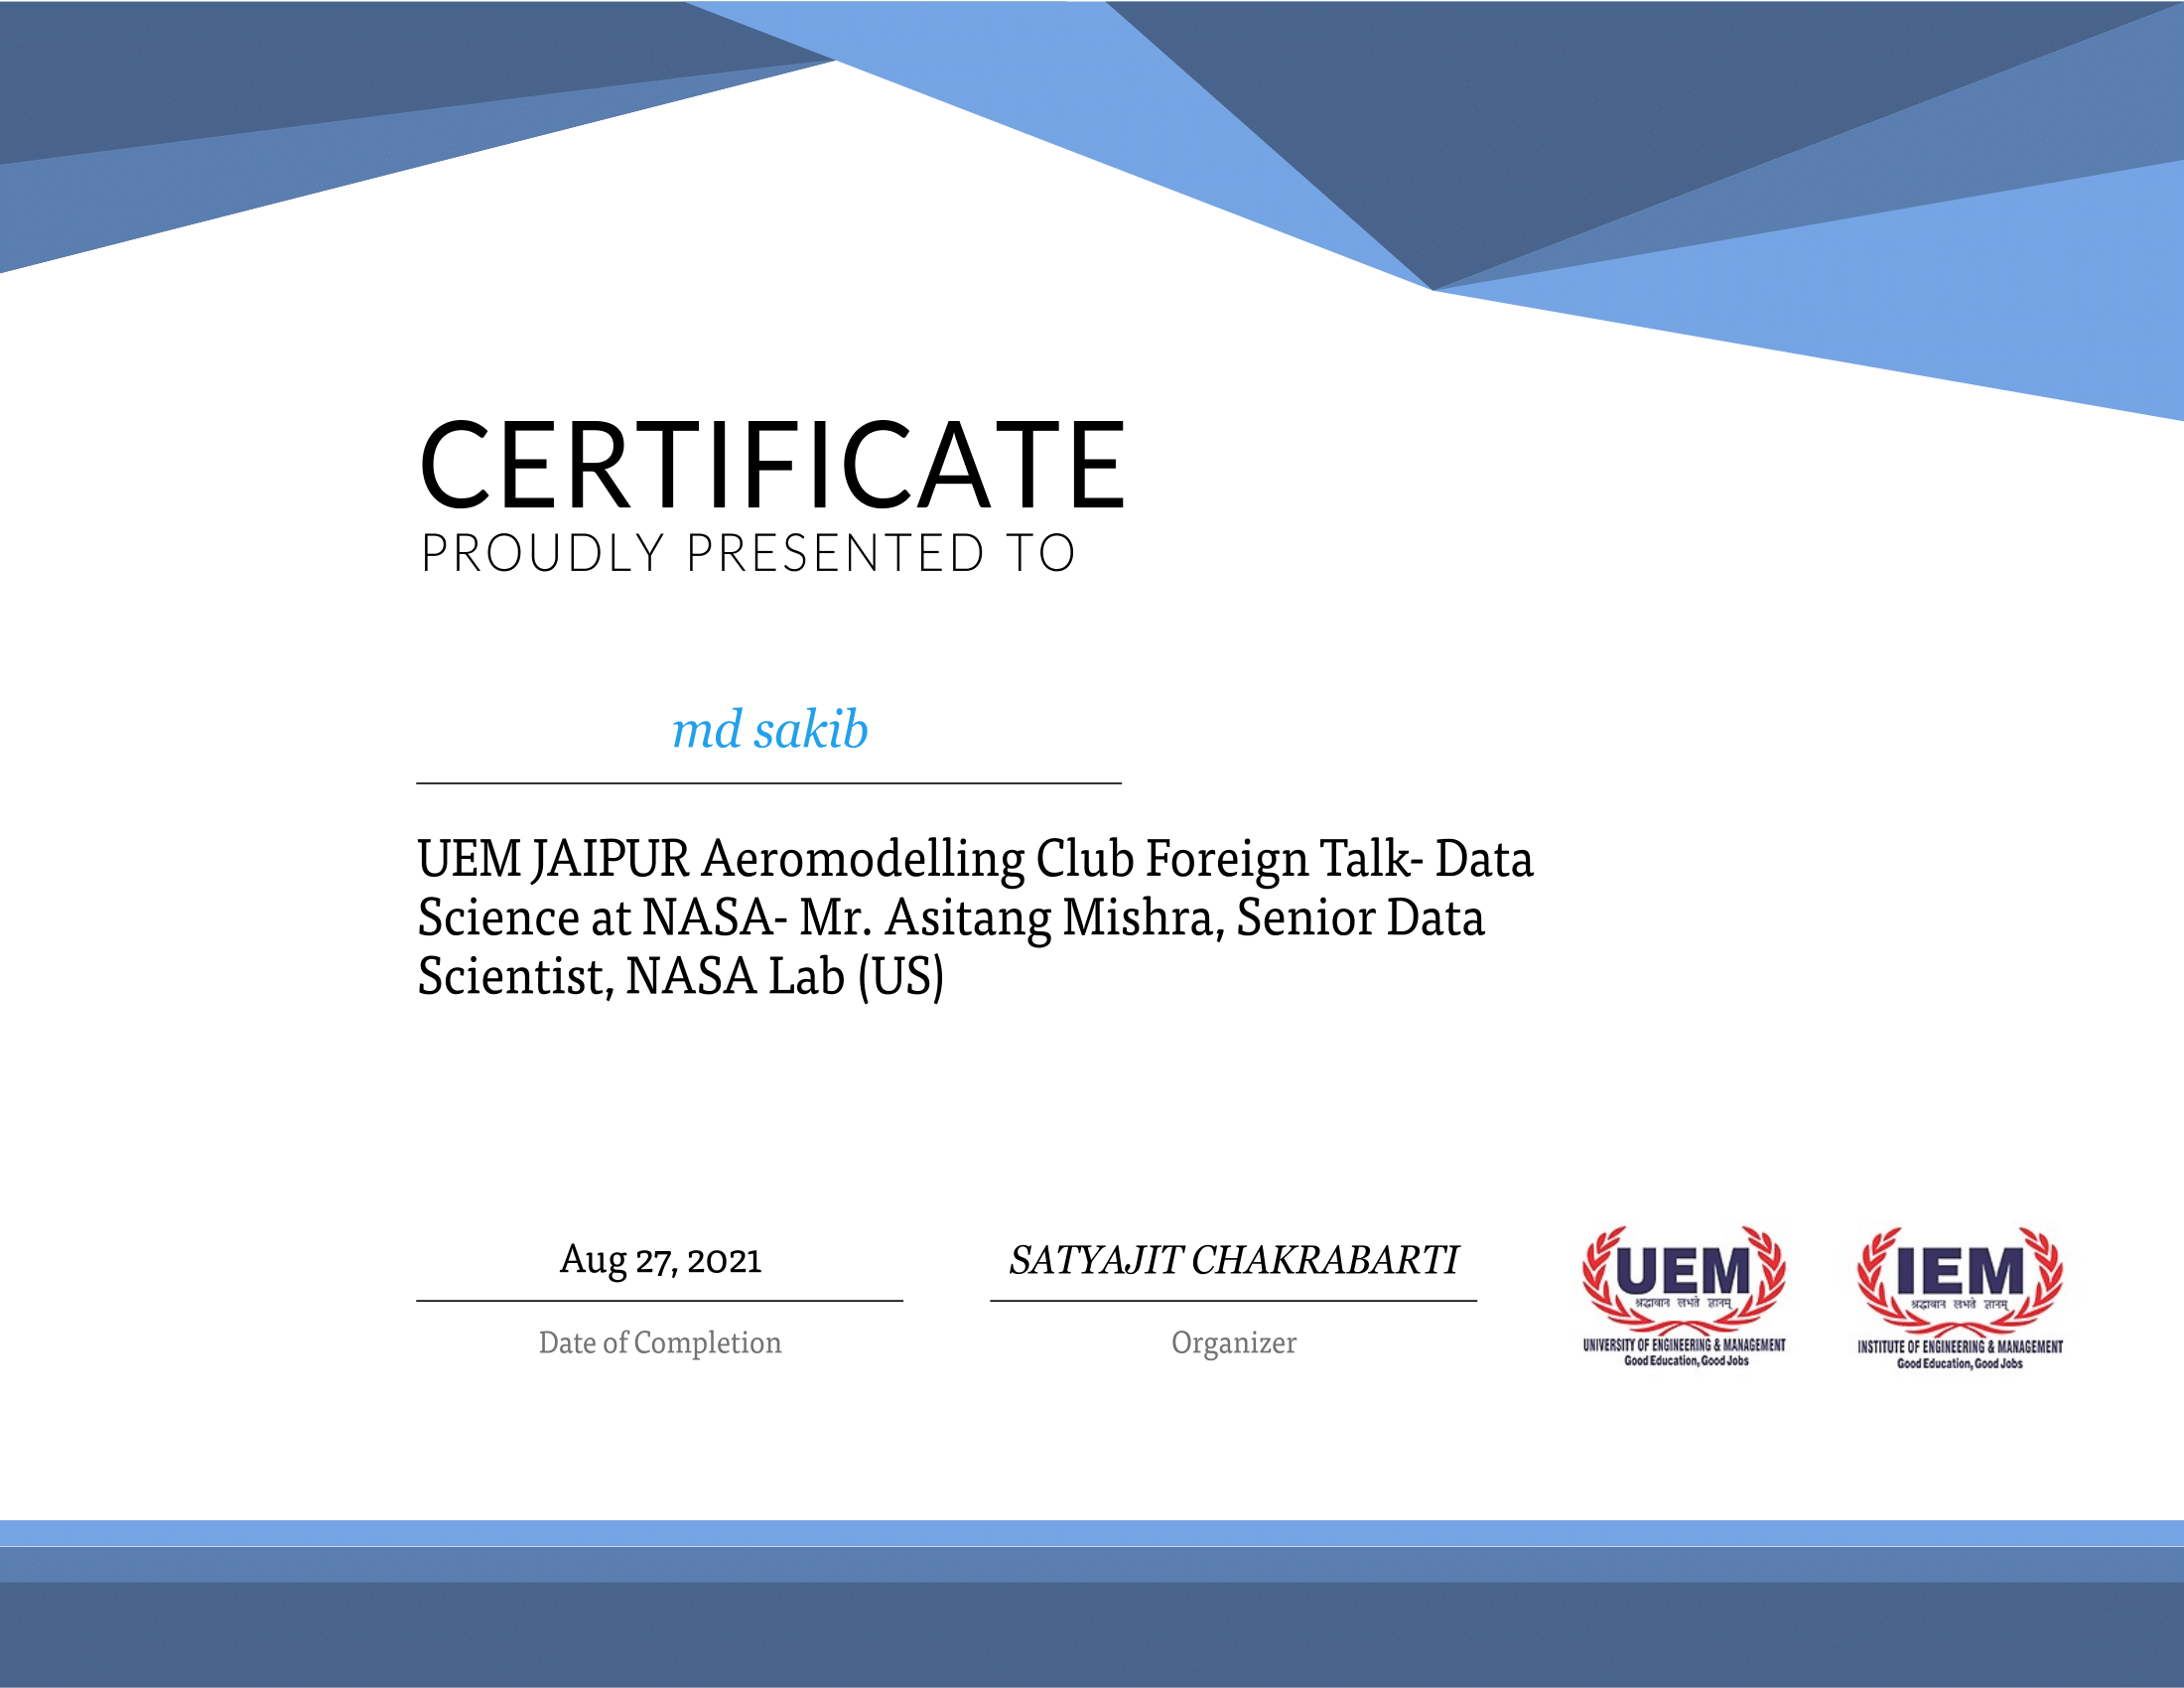 CERTIFICATE
PROUDLY PRESENTED TO
md sakib
UEM JAIPUR Aeromodelling Club Foreign Talk- Data
Science at NASA- Mr. Asitang Mishra, Senior Data
Scientist, NASA Lab (US)
Aug 27, 2021
Date of Completion
SATYAJIT CHAKRABARTI
Organizer
UEM
श्रद्धावान लभते ज्ञानम्
UNIVERSITY OF ENGINEERING & MANAGEMENT
Good Education, Good Jobs
IEM
श्रद्धावान लभते ज्ञानम्
INSTITUTE OF ENGINEERING & MANAGEMENT
Good Education, Good Jobs